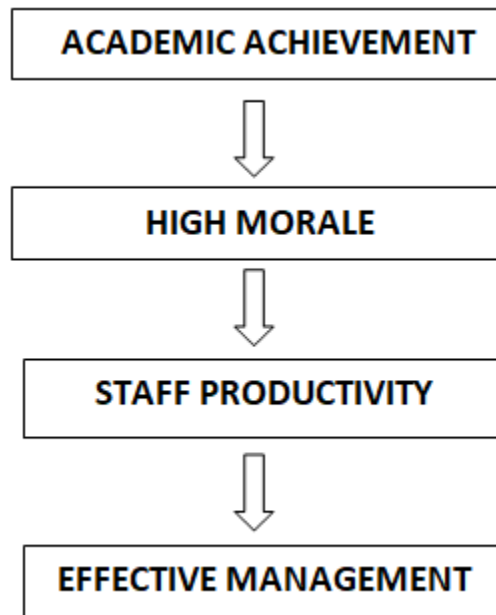 ACADEMIC ACHIEVEMENT
HIGH MORALE
STAFF PRODUCTIVITY
EFFECTIVE MANAGEMENT